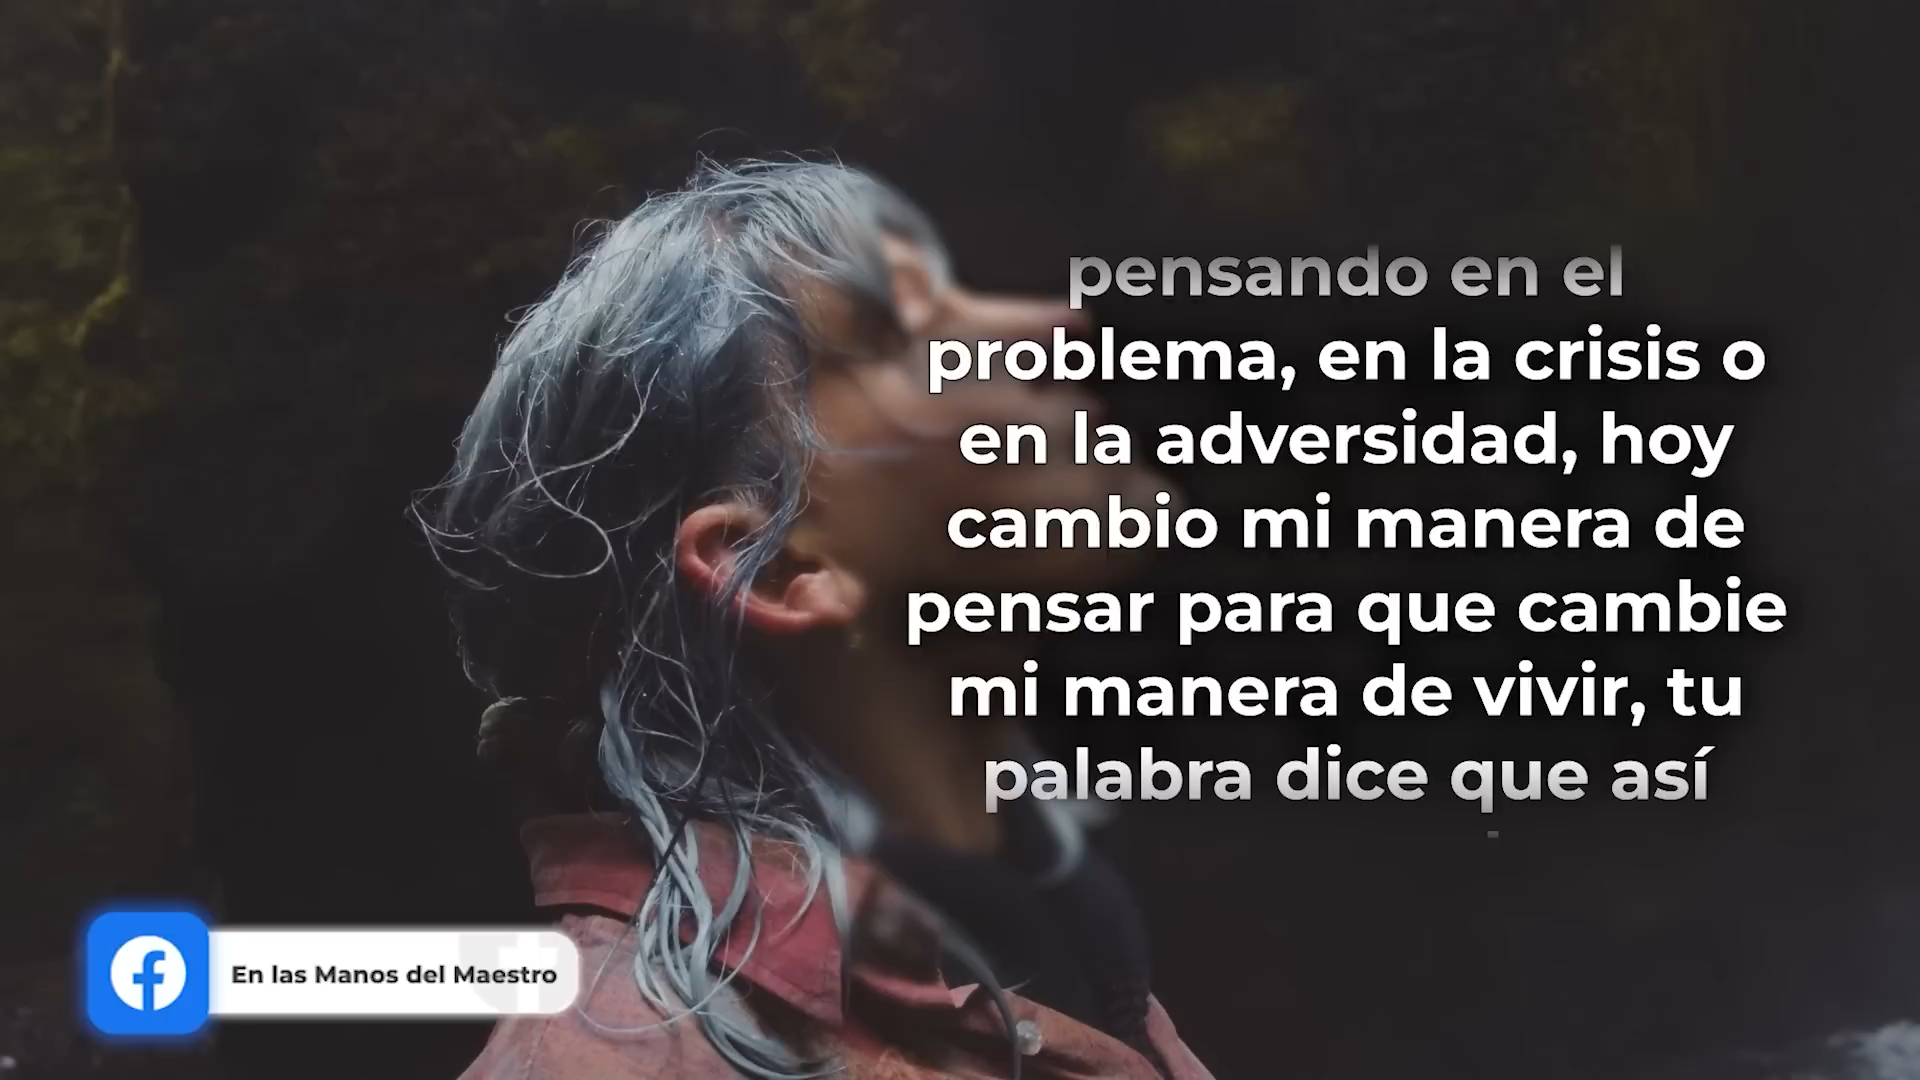 pensando en el
problema, en la crisis o
en la adversidad, hoy
cambio mi manera de
pensar para que cambie
mi manera de vivir, tu
palabra dice que así
En las Manos del Maestro